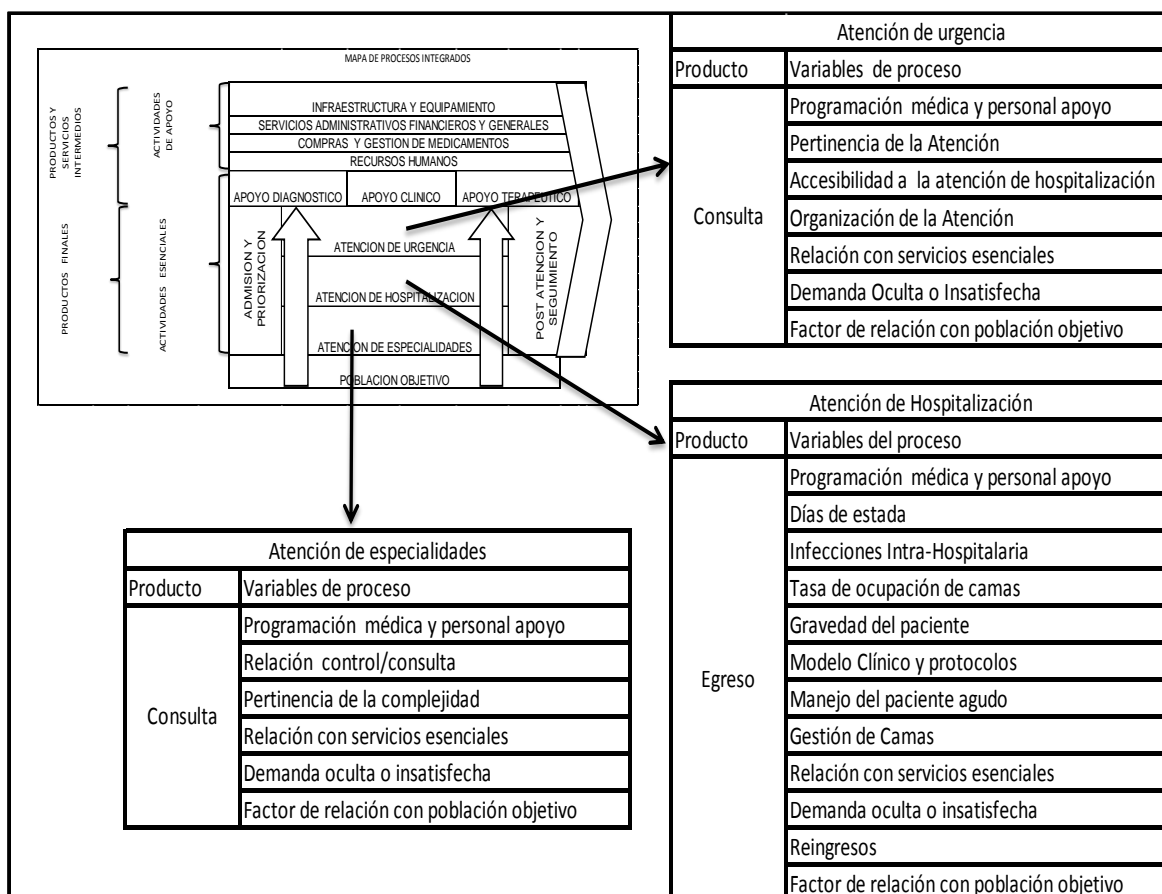 MAPA DE PROCESOS INTEGRADOS
PRODUCTOS Y
SERVICIOS
INTERMEDIOS
ACTIVIDADES
DE APOYO
INFRAESTRUCTURA Y EQUIPAMIENTO
SERVICIOS ADMINISTRATIVOS FINANCIEROS Y GENERALES
COMPRAS Y GESTION DE MEDICAMENTOS
RECURSOS HUMANOS
APOYO DIAGNOSTICO
APOYO CLINICO
APOYO TERAPEUTICO
PRODUCTOS FINALES
ACTIVIDADES ESENCIALES
ADMISION Y
PRIORIZACION
ATENCION DE URGENCIA
ATENCION DE HOSPITALIZACION
ATENCION DE ESPECIALIDADES
POST ATENCION Y
SEGUIMIENTO
POBLACION OBJETIVO
Atención de urgencia
Producto Variables de proceso
Consulta
Programación médica y personal apoyo
Pertinencia de la Atención
Accesibilidad a la atención de hospitalización
Organización de la Atención
Relación con servicios esenciales
Demanda Oculta o Insatisfecha
Factor de relación con población objetivo
Atención de Hospitalización
Producto Variables del proceso
Egreso
Programación médica y personal apoyo
Días de estada
Infecciones Intra-Hospitalaria
Tasa de ocupación de camas
Gravedad del paciente
Modelo Clínico y protocolos
Manejo del paciente agudo
Gestión de Camas
Relación con servicios esenciales
Demanda oculta o insatisfecha
Reingresos
Factor de relación con población objetivo
Atención de especialidades
Producto Variables de proceso
Consulta
Programación médica y personal apoyo
Relación control/consulta
Pertinencia de la complejidad
Relación con servicios esenciales
Demanda oculta o insatisfecha
Factor de relación con población objetivo